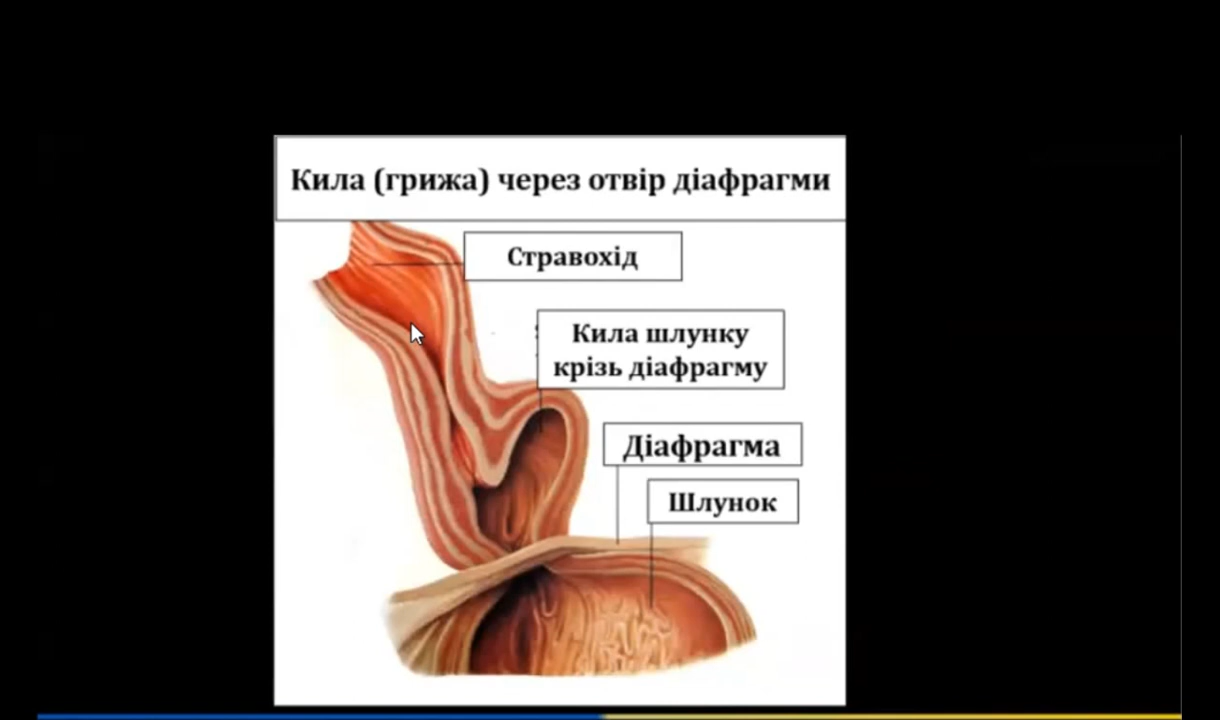 Кила (грижа) через отвір діафрагми
Стравохід
Кила шлунку
крізь діафрагму
Діафрагма
Шлунок